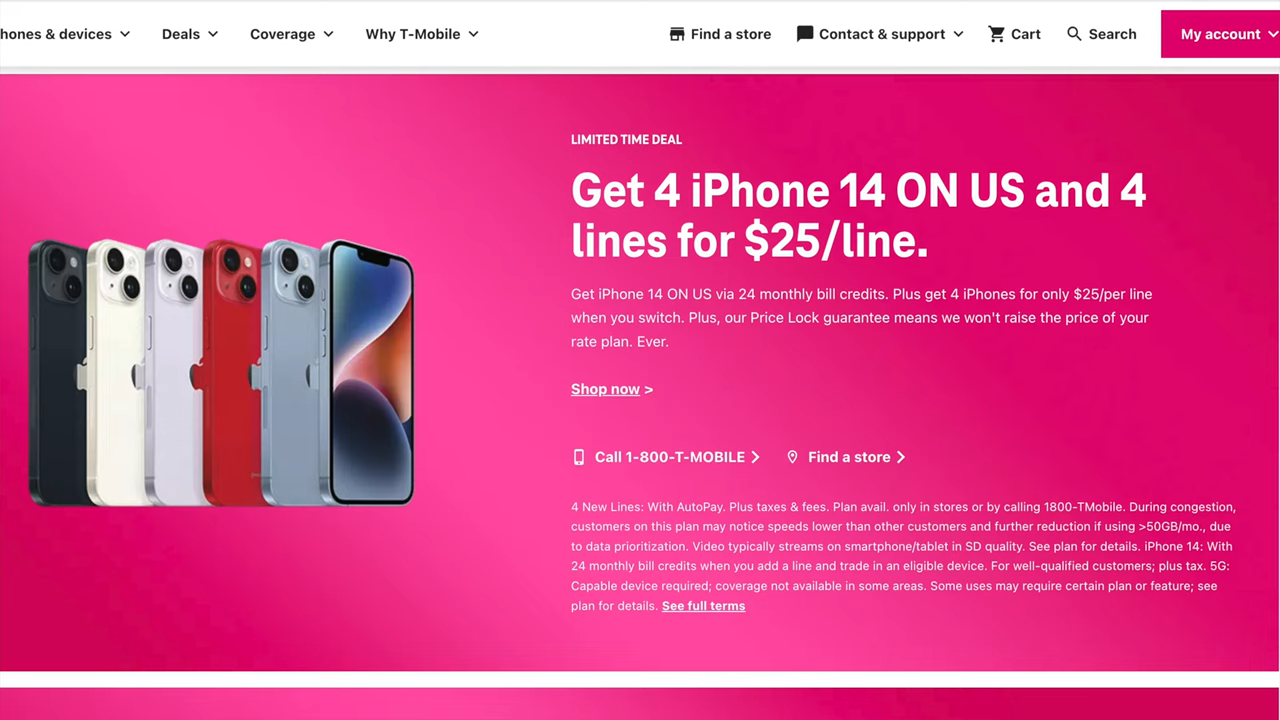 hones & devices
Deals
Coverage
Why T-Mobile
Find a store
Contact & support
Cart
Search
My account
LIMITED TIME DEAL
Get 4 iPhone 14 ON US and 4
lines for $25/line.
Get iPhone 14 ON US via 24 monthly bill credits. Plus get 4 iPhones for only $25/per line
when you switch. Plus, our Price Lock guarantee means we won't raise the price of your
rate plan. Ever.
Shop now >
Call 1-800-T-MOBILE
Find a store
4 New Lines: With AutoPay. Plus taxes & fees. Plan avail. only in stores or by calling 1800-TMobile. During congestion,
customers on this plan may notice speeds lower than other customers and further reduction if using >50GB/mo., due
to data prioritization. Video typically streams on smartphone/tablet in SD quality. See plan for details. iPhone 14: With
24 monthly bill credits when you add a line and trade in an eligible device. For well-qualified customers; plus tax. 5G:
Capable device required; coverage not available in some areas. Some uses may require certain plan or feature; see
plan for details. See full terms